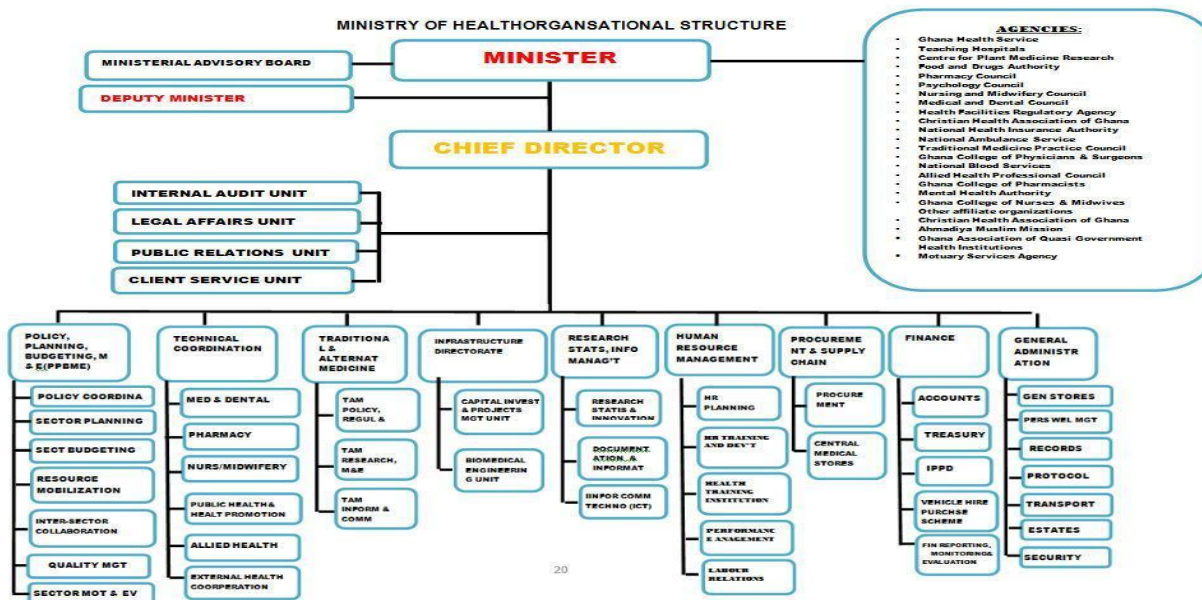 MINISTRY OF HEALTHORGANSATIONAL STRUCTURE
MINISTERIAL ADVISORY BOARD
MINISTER
DEPUTY MINISTER
CHIEF DIRECTOR
AGENCIES:
Ghana Health Service
Teaching Hospitals
Centre for Plant Medicine Research
Food and Drugs Authority
Pharmacy Council
Psychology Council
Nursing and Midwifery Council
Medical and Dental Council
Health Facilities Regulatory Agency
Christian Health Association of Ghana
National Health Insurance Authority
National Ambulance Service
Traditional Medicine Practice Council
Ghana College of Physicians & Surgeons
National Blood Services
Allied Health Professional Council
Ghana College of Pharmacists
Mental Health Authority
Ghana College of Nurses & Midwives
Other affiliate organizations
Christian Health Association of Ghana
Ahmadiya Muslim Mission
Ghana Association of Quasi Government
Health Institutions
Motuary Services Agency
INTERNAL AUDIT UNIT
LEGAL AFFAIRS UNIT
PUBLIC RELATIONS UNIT
CLIENT SERVICE UNIT
POLICY,
PLANNING,
BUDGETING, M
& E(PPBME)
POLICY COORDINA
SECTOR PLANNING
SECT BUDGETING
RESOURCE
MOBILIZATION
INTER-SECTOR
COLLABORATION
QUALITY MGT
SECTOR MOT & EV
TECHNICAL
COORDINATION
MED & DENTAL
PHARMACY
NURS/MIDWIFERY
PUBLIC HEALTH &
HEALT PROMOTION
ALLIED HEALTH
EXTERNAL HEALTH
COORPERATION
TRADITIONA
L &
ALTERNAT
MEDICINE
TAM
POLICY,
REGUL &
TAM
RESEARCH,
M&E
TAM
INFORM &
COMM
INFRASTRUCTURE
DIRECTORATE
CAPITAL INVEST
& PROJECTS
MGT UNIT
BIOMEDICAL
ENGINEERIN
G UNIT
RESEARCH
STATS, INFO
MANAG'T
RESEARCH
STATIS &
INNOVATION
DOCUMENT
ATION &
INFORMAT
IINFOR COMM
TECHNO (ICT)
HUMAN
RESOURCE
MANAGEMENT
HR
PLANNING
HR TRAINING
AND DEV'T
HEALTH
TRAINING
INSTITUTION
PERFORMANC
E ANAGEMENT
LABOUR
RELATIONS
PROCUREME
NT & SUPPLY
CHAIN
PROCURE
MENT
CENTRAL
MEDICAL
STORES
FINANCE
ACCOUNTS
TREASURY
IPPD
VEHICLE HIRE
PURCHSE
SCHEME
FIN REPORTING,
MONITORING&
EVALUATION
GENERAL
ADMINISTR
ATION
GEN STORES
PERS WEL MGT
RECORDS
PROTOCOL
TRANSPORT
ESTATES
SECURITY
20